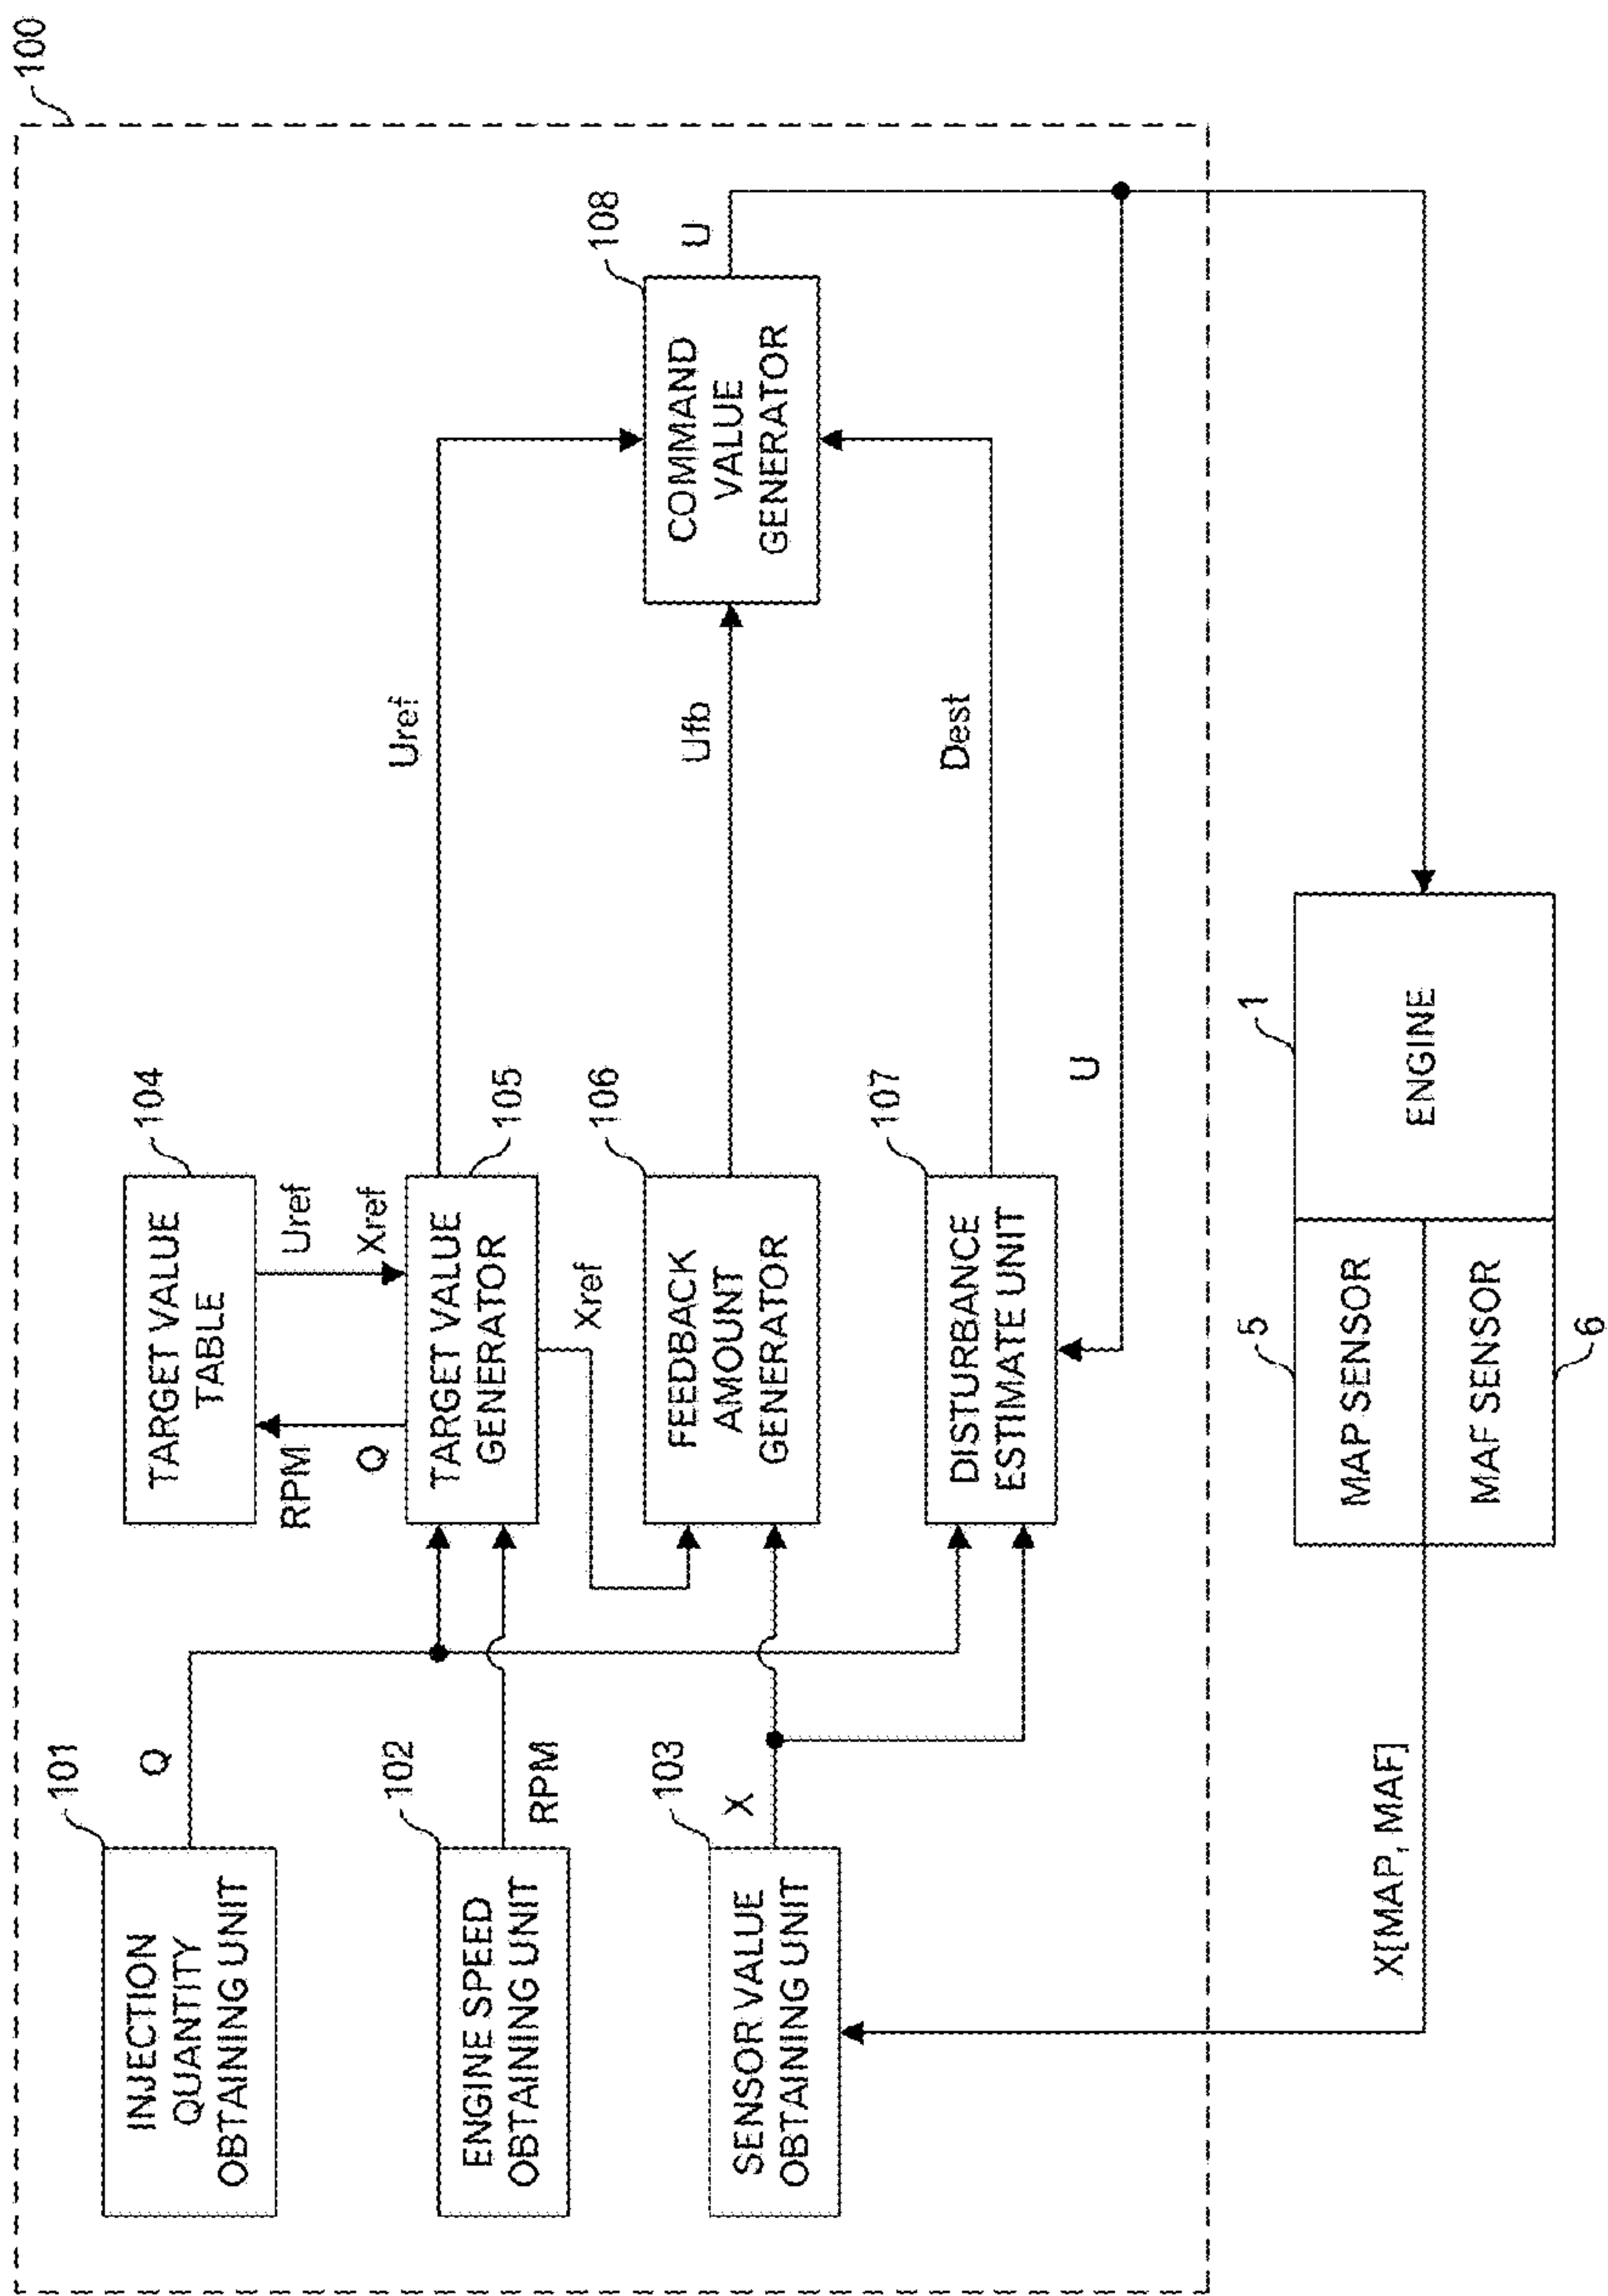 100
101
INJECTION
QUANTITY
OBTAINING UNIT
Q
104
TARGET VALUE
TABLE
RPM
Q
Uref
Xref
102
ENGINE SPEED
OBTAINING UNIT
RPM
105
TARGET VALUE
GENERATOR
Xref
Uref
103
SENSOR VALUE
OBTAINING UNIT
X
106
FEEDBACK
AMOUNT
GENERATOR
Ufb
108
COMMAND
VALUE
GENERATOR
U
107
DISTURBANCE
ESTIMATE UNIT
Dest
U
X[MAP, MAF]
5
MAP SENSOR
MAF SENSOR
6
1
ENGINE